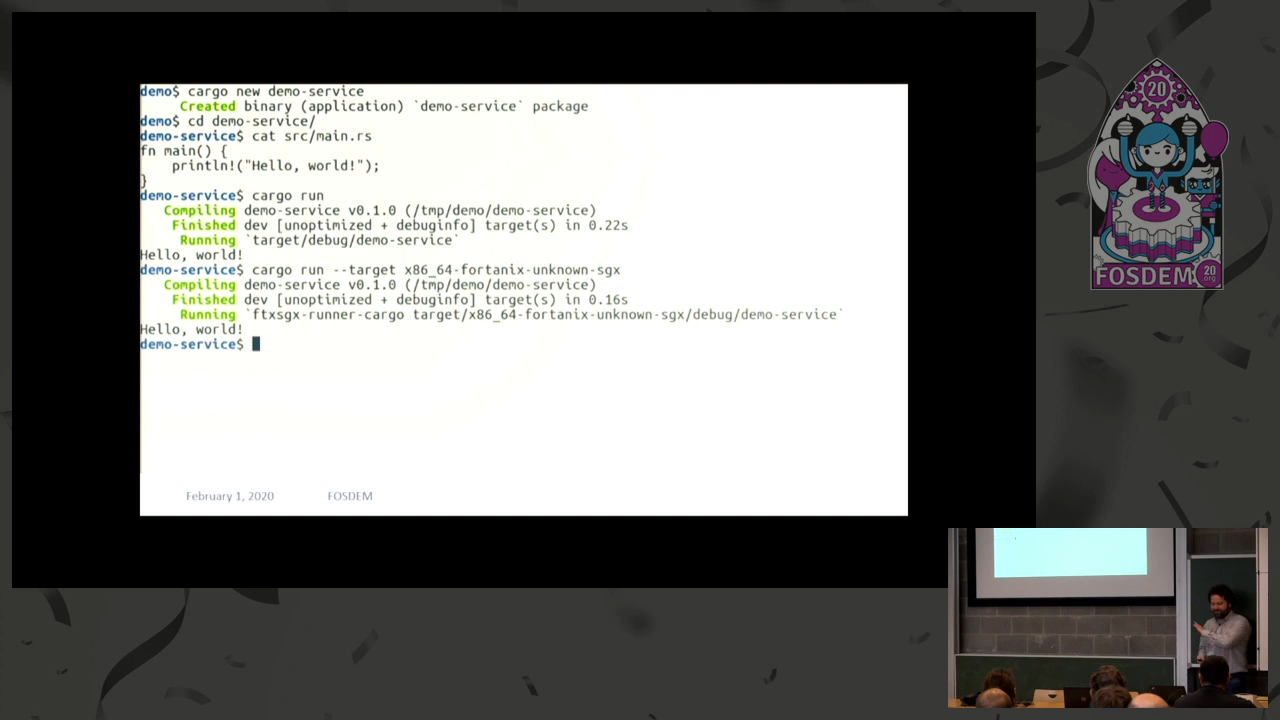 demo$ cargo new demo-service
Created binary (application) `demo-service` package
demo$ cd demo-service/
demo-service$ cat src/main.rs
fn main() {
println!("Hello, world!");
}
demo-service$ cargo run
Compiling demo-service v0.1.0 (/tmp/demo/demo-service)
Finished dev [unoptimized + debuginfo] target(s) in 0.22s
Running `target/debug/demo-service`
Hello, world!
demo-service$ cargo run --target x86_64-fortanix-unknown-sgx
Compiling demo-service v0.1.0 (/tmp/demo/demo-service)
Finished dev [unoptimized + debuginfo] target(s) in 0.16s
Running `ftxsgx-runner-cargo target/x86_64-fortanix-unknown-sgx/debug/demo-service`
Hello, world!
demo-service$
February 1, 2020 FOSDEM
20
FOSDEM 20
.org